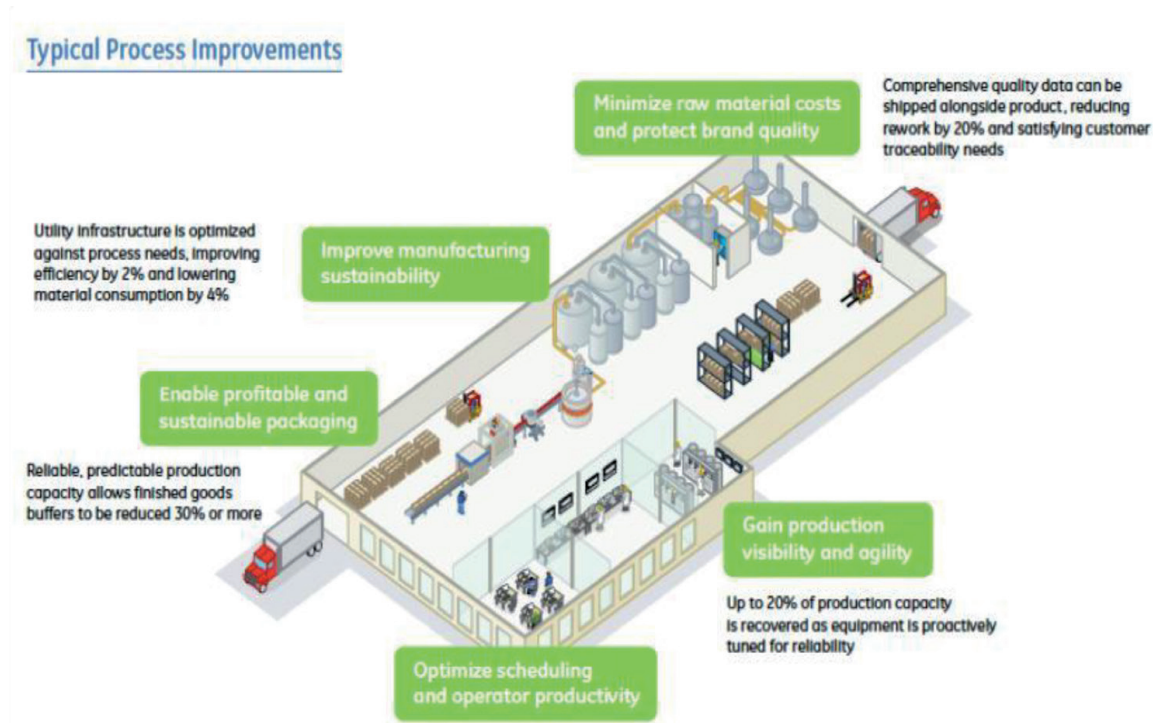 Typical Process Improvements
Minimize raw material costs
and protect brand quality
Comprehensive quality data can be
shipped alongside product, reducing
rework by 20% and satisfying customer
traceability needs
Utility infrastructure is optimized
against process needs, improving
efficiency by 2% and lowering
material consumption by 4%
Improve manufacturing
sustainability
Enable profitable and
sustainable packaging
Reliable, predictable production
capacity allows finished goods
buffers to be reduced 30% or more
Gain production
visibility and agility
Up to 20% of production capacity
is recovered as equipment is proactively
tuned for reliability
Optimize scheduling
and operator productivity